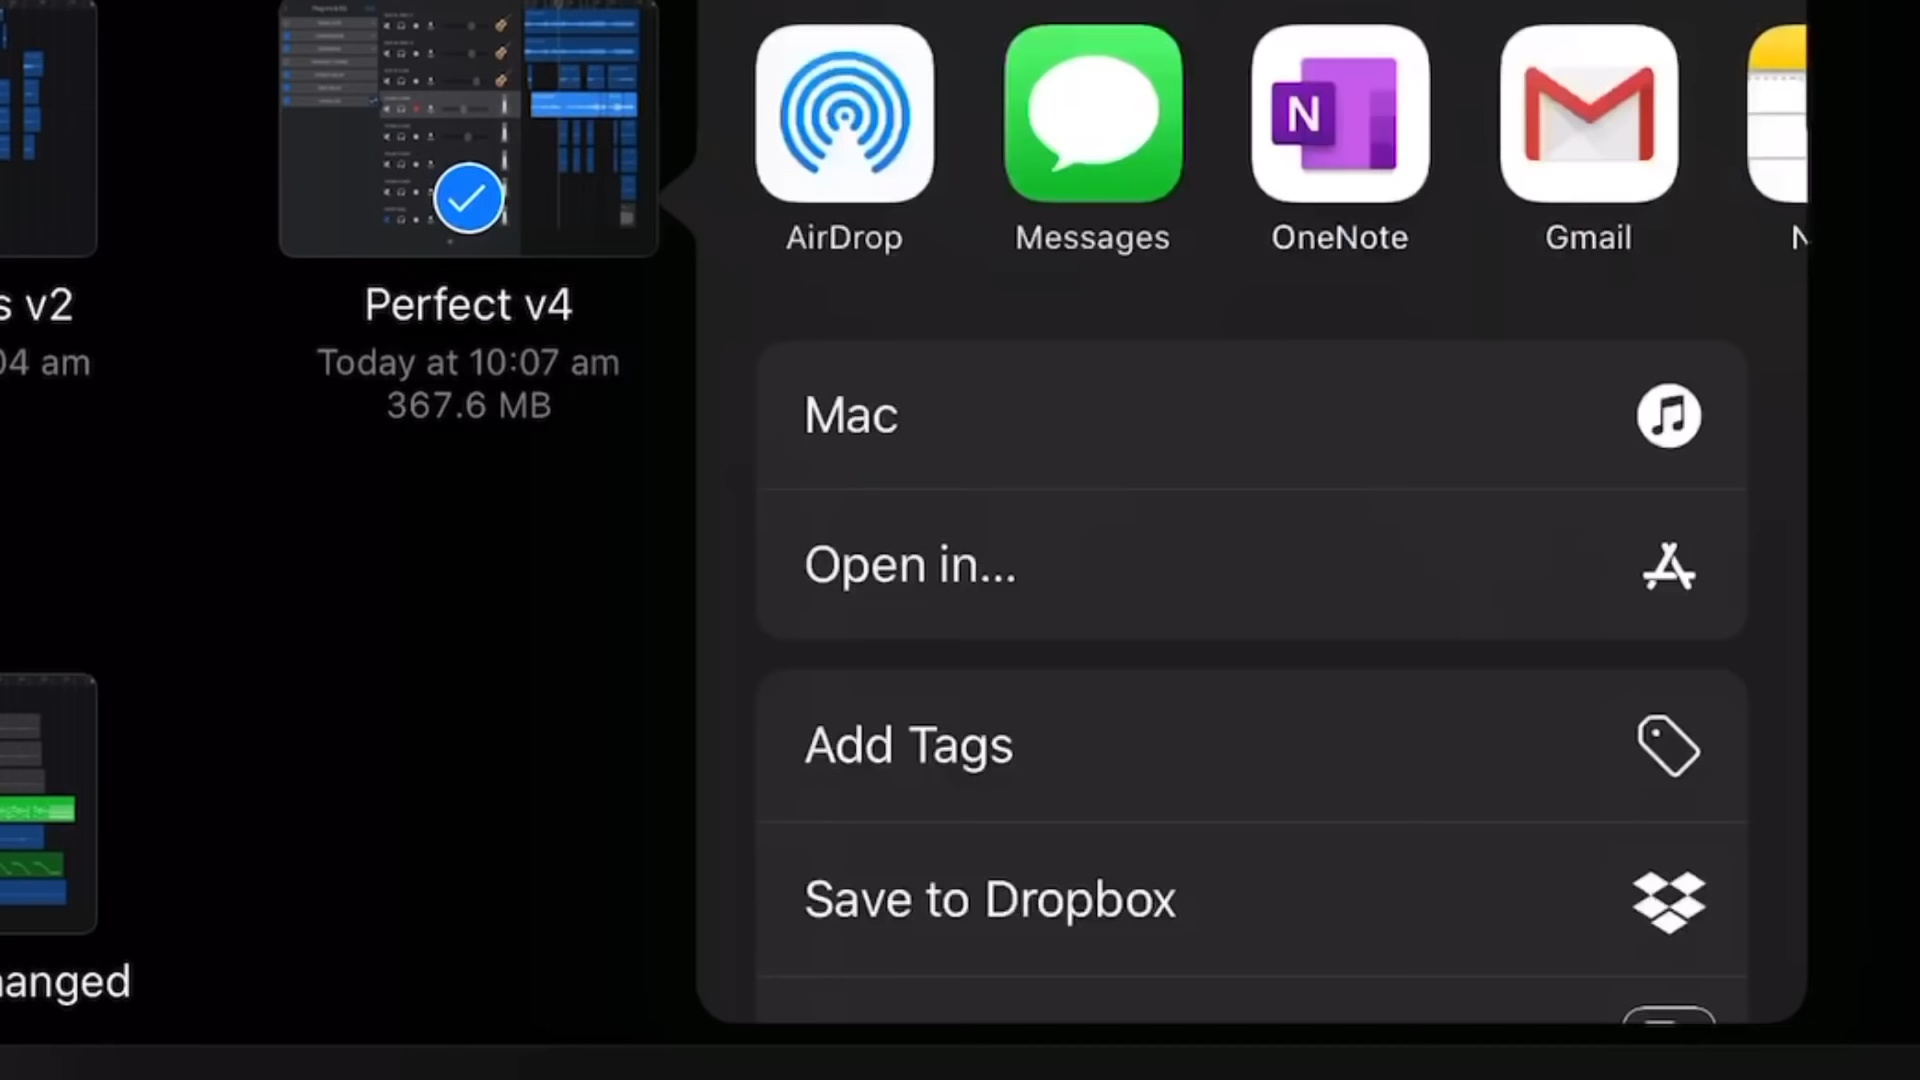 AirDrop
Messages
OneNote
Gmail
N
s v2
04 am
Perfect v4
Today at 10:07 am
367.6 MB
Mac
Open in...
Add Tags
Save to Dropbox
anged